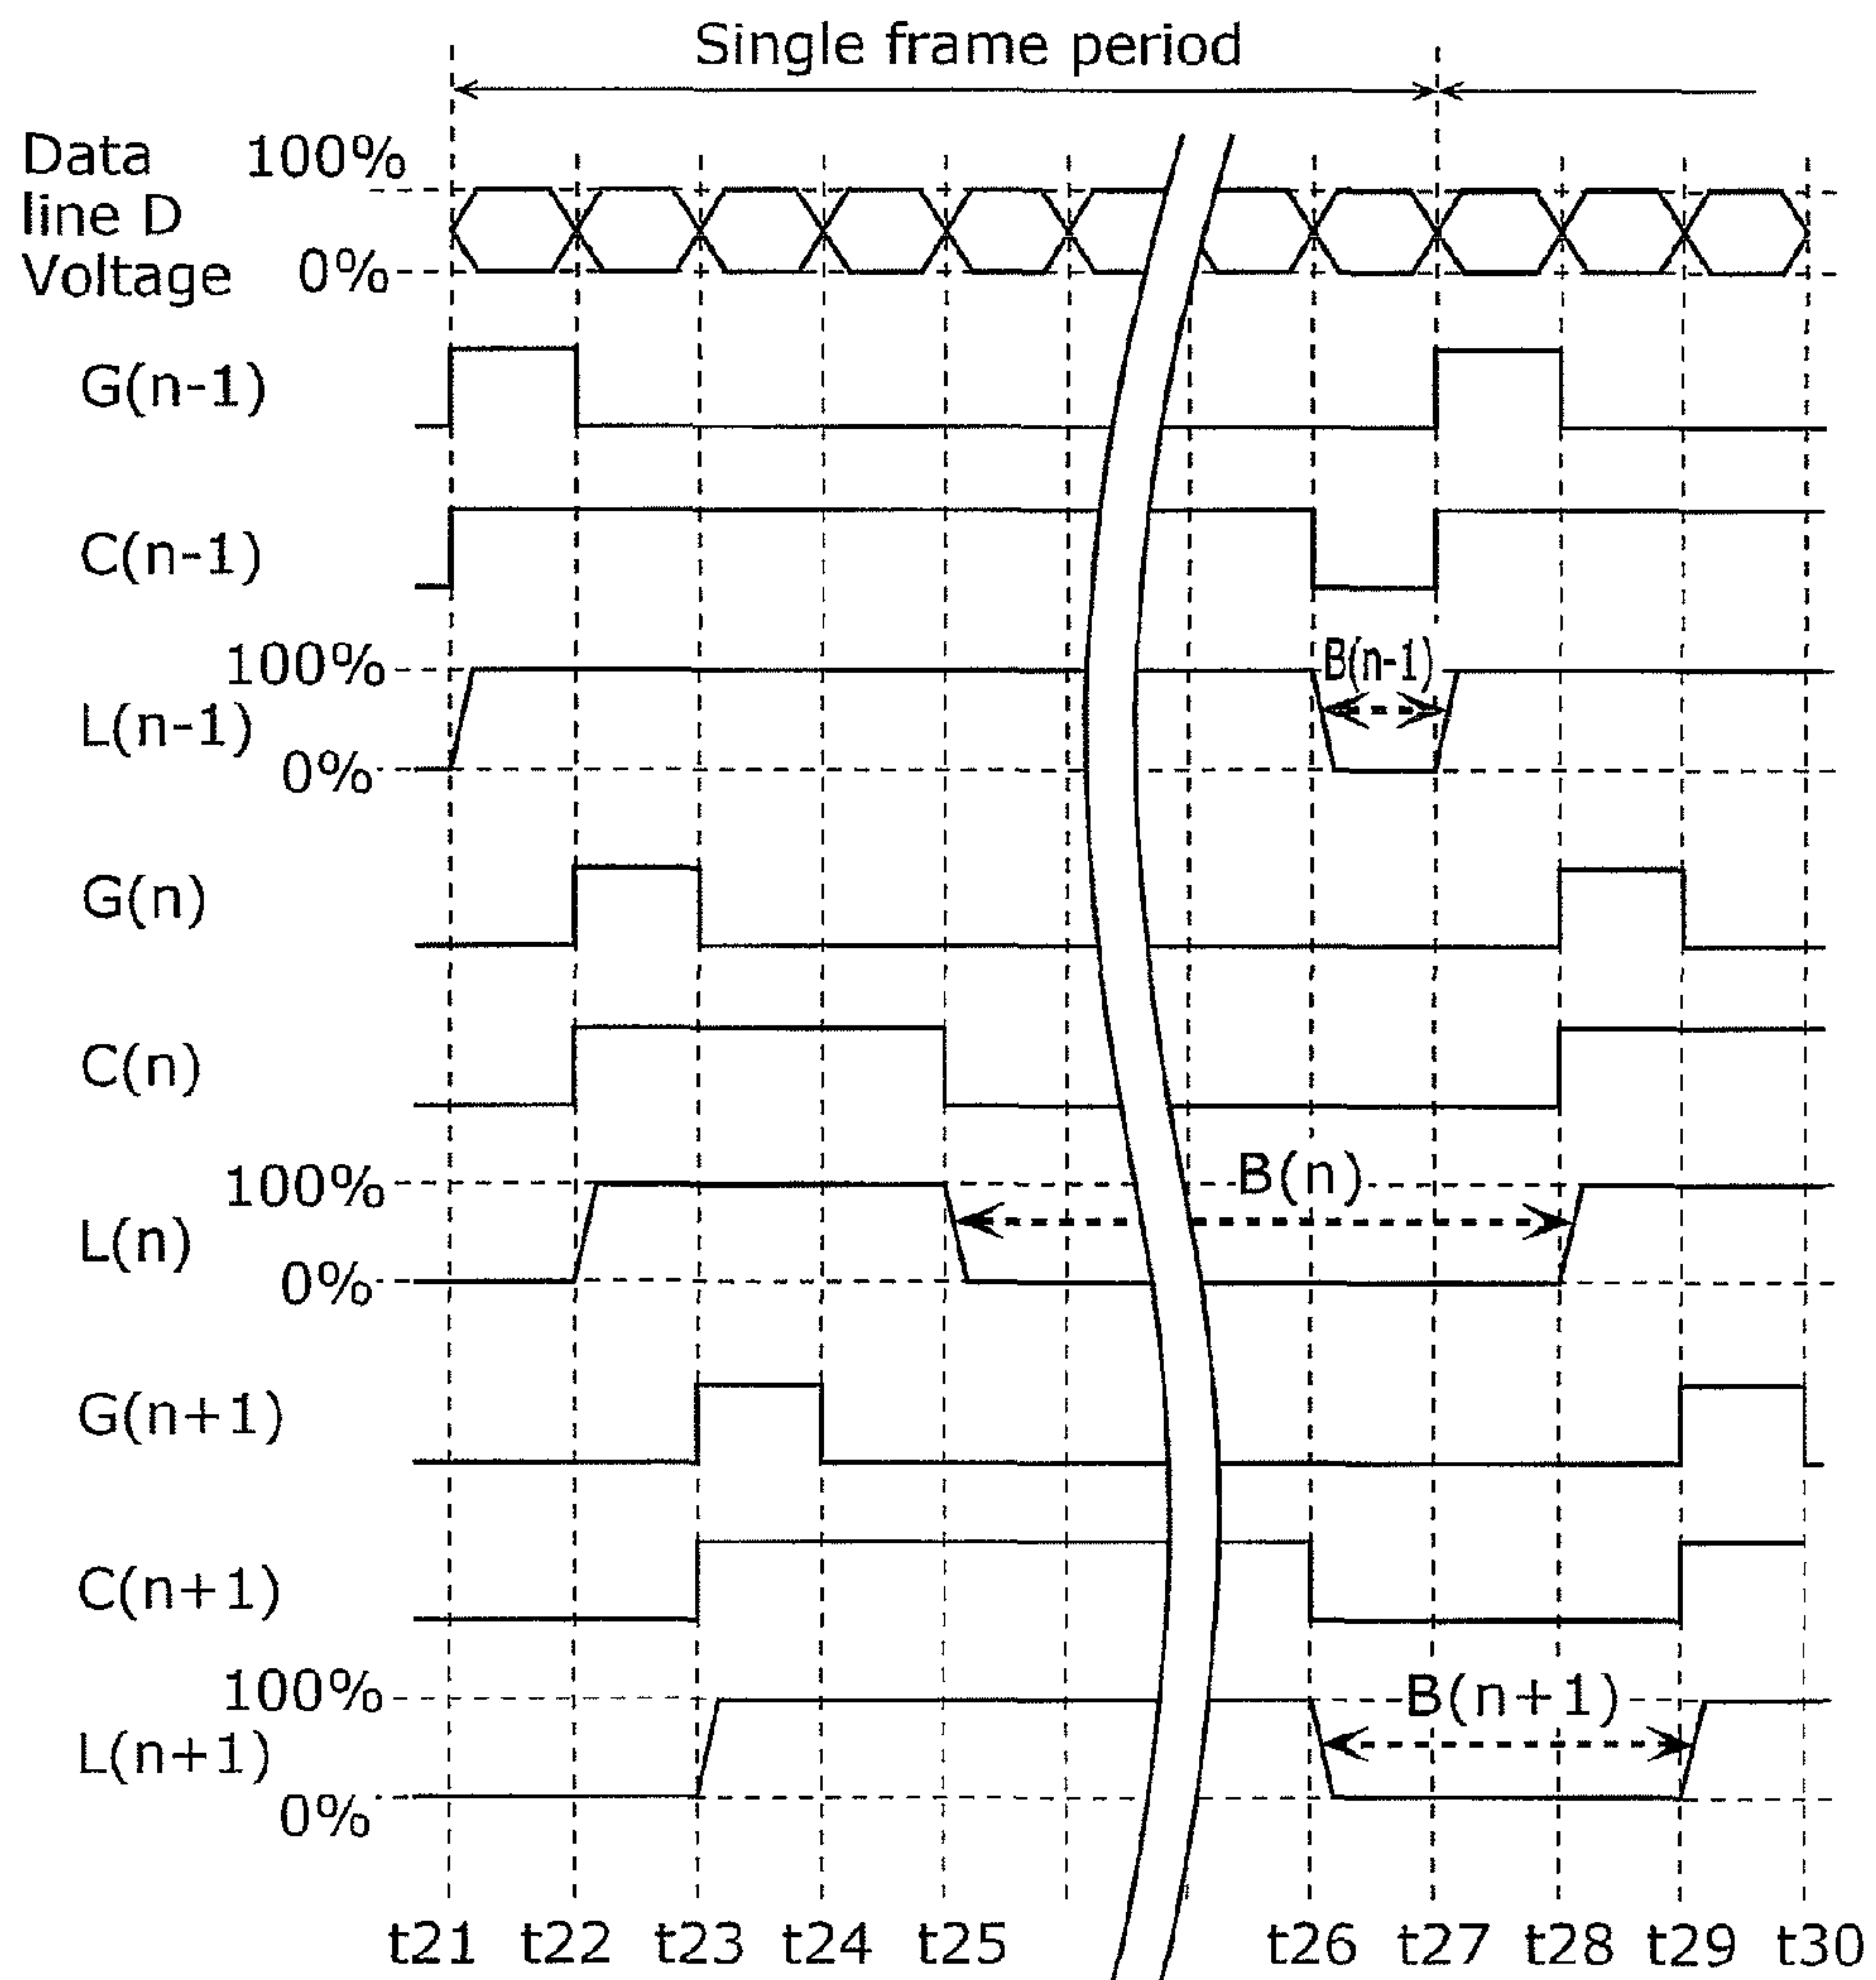 Single frame period
Data
line D
Voltage
100%
0%
G(n-1)
C(n-1)
100%
L(n-1)
0%
B(n-1)
G(n)
C(n)
100%
L(n)
0%
B(n)
G(n+1)
C(n+1)
100%
L(n+1)
0%
B(n+1)
t21 t22 t23 t24 t25 t26 t27 t28 t29 t30